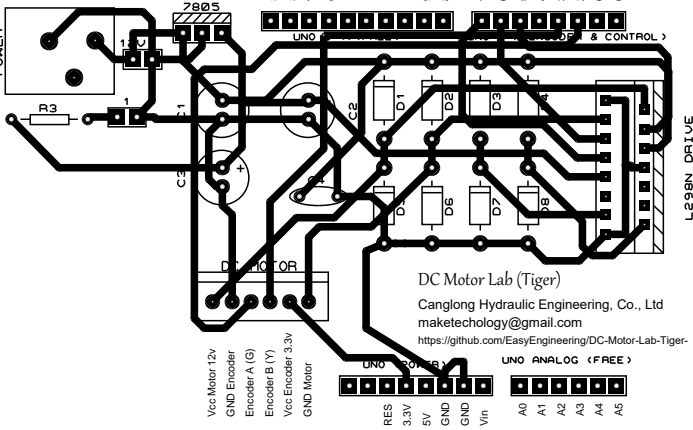 7805
POWER
12V
R3
1
C1
C2
C3
C4
D1
D2
D3
D5
D6
D7
D8
L298N DRIVE
& CONTROL)
DC MOTOR
Vcc Motor 12v
GND Encoder
Encoder A (G)
Encoder B (Y)
Vcc Encoder 3.3v
GND Motor
DC Motor Lab (Tiger)
Canglong Hydraulic Engineering, Co., Ltd
maketechology@gmail.com
https://github.com/EasyEngineering/DC-Motor-Lab-Tiger-
UNO (POWER)
RES
3.3V
5V
GND
GND
Vin
UNO ANALOG (FREE)
A0
A1
A2
A3
A4
A5